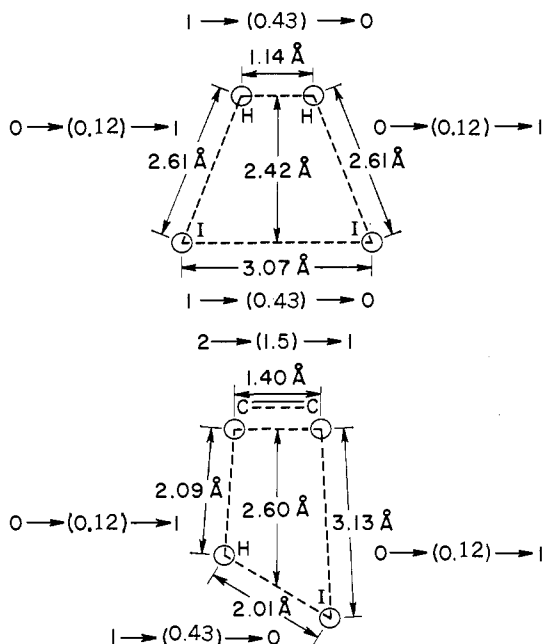 1 → (0.43) → 0
1.14 Å
H H
0 → (0.12) → 1
0 → (0.12) → 1
2.61 Å
2.42 Å
2.61 Å
I I
3.07 Å
1 → (0.43) → 0
2 → (1.5) → 1
1.40 Å
C C
2.09 Å
2.60 Å
3.13 Å
0 → (0.12) → 1
H
0 → (0.12) → 1
I
2.01 Å
1 → (0.43) → 0